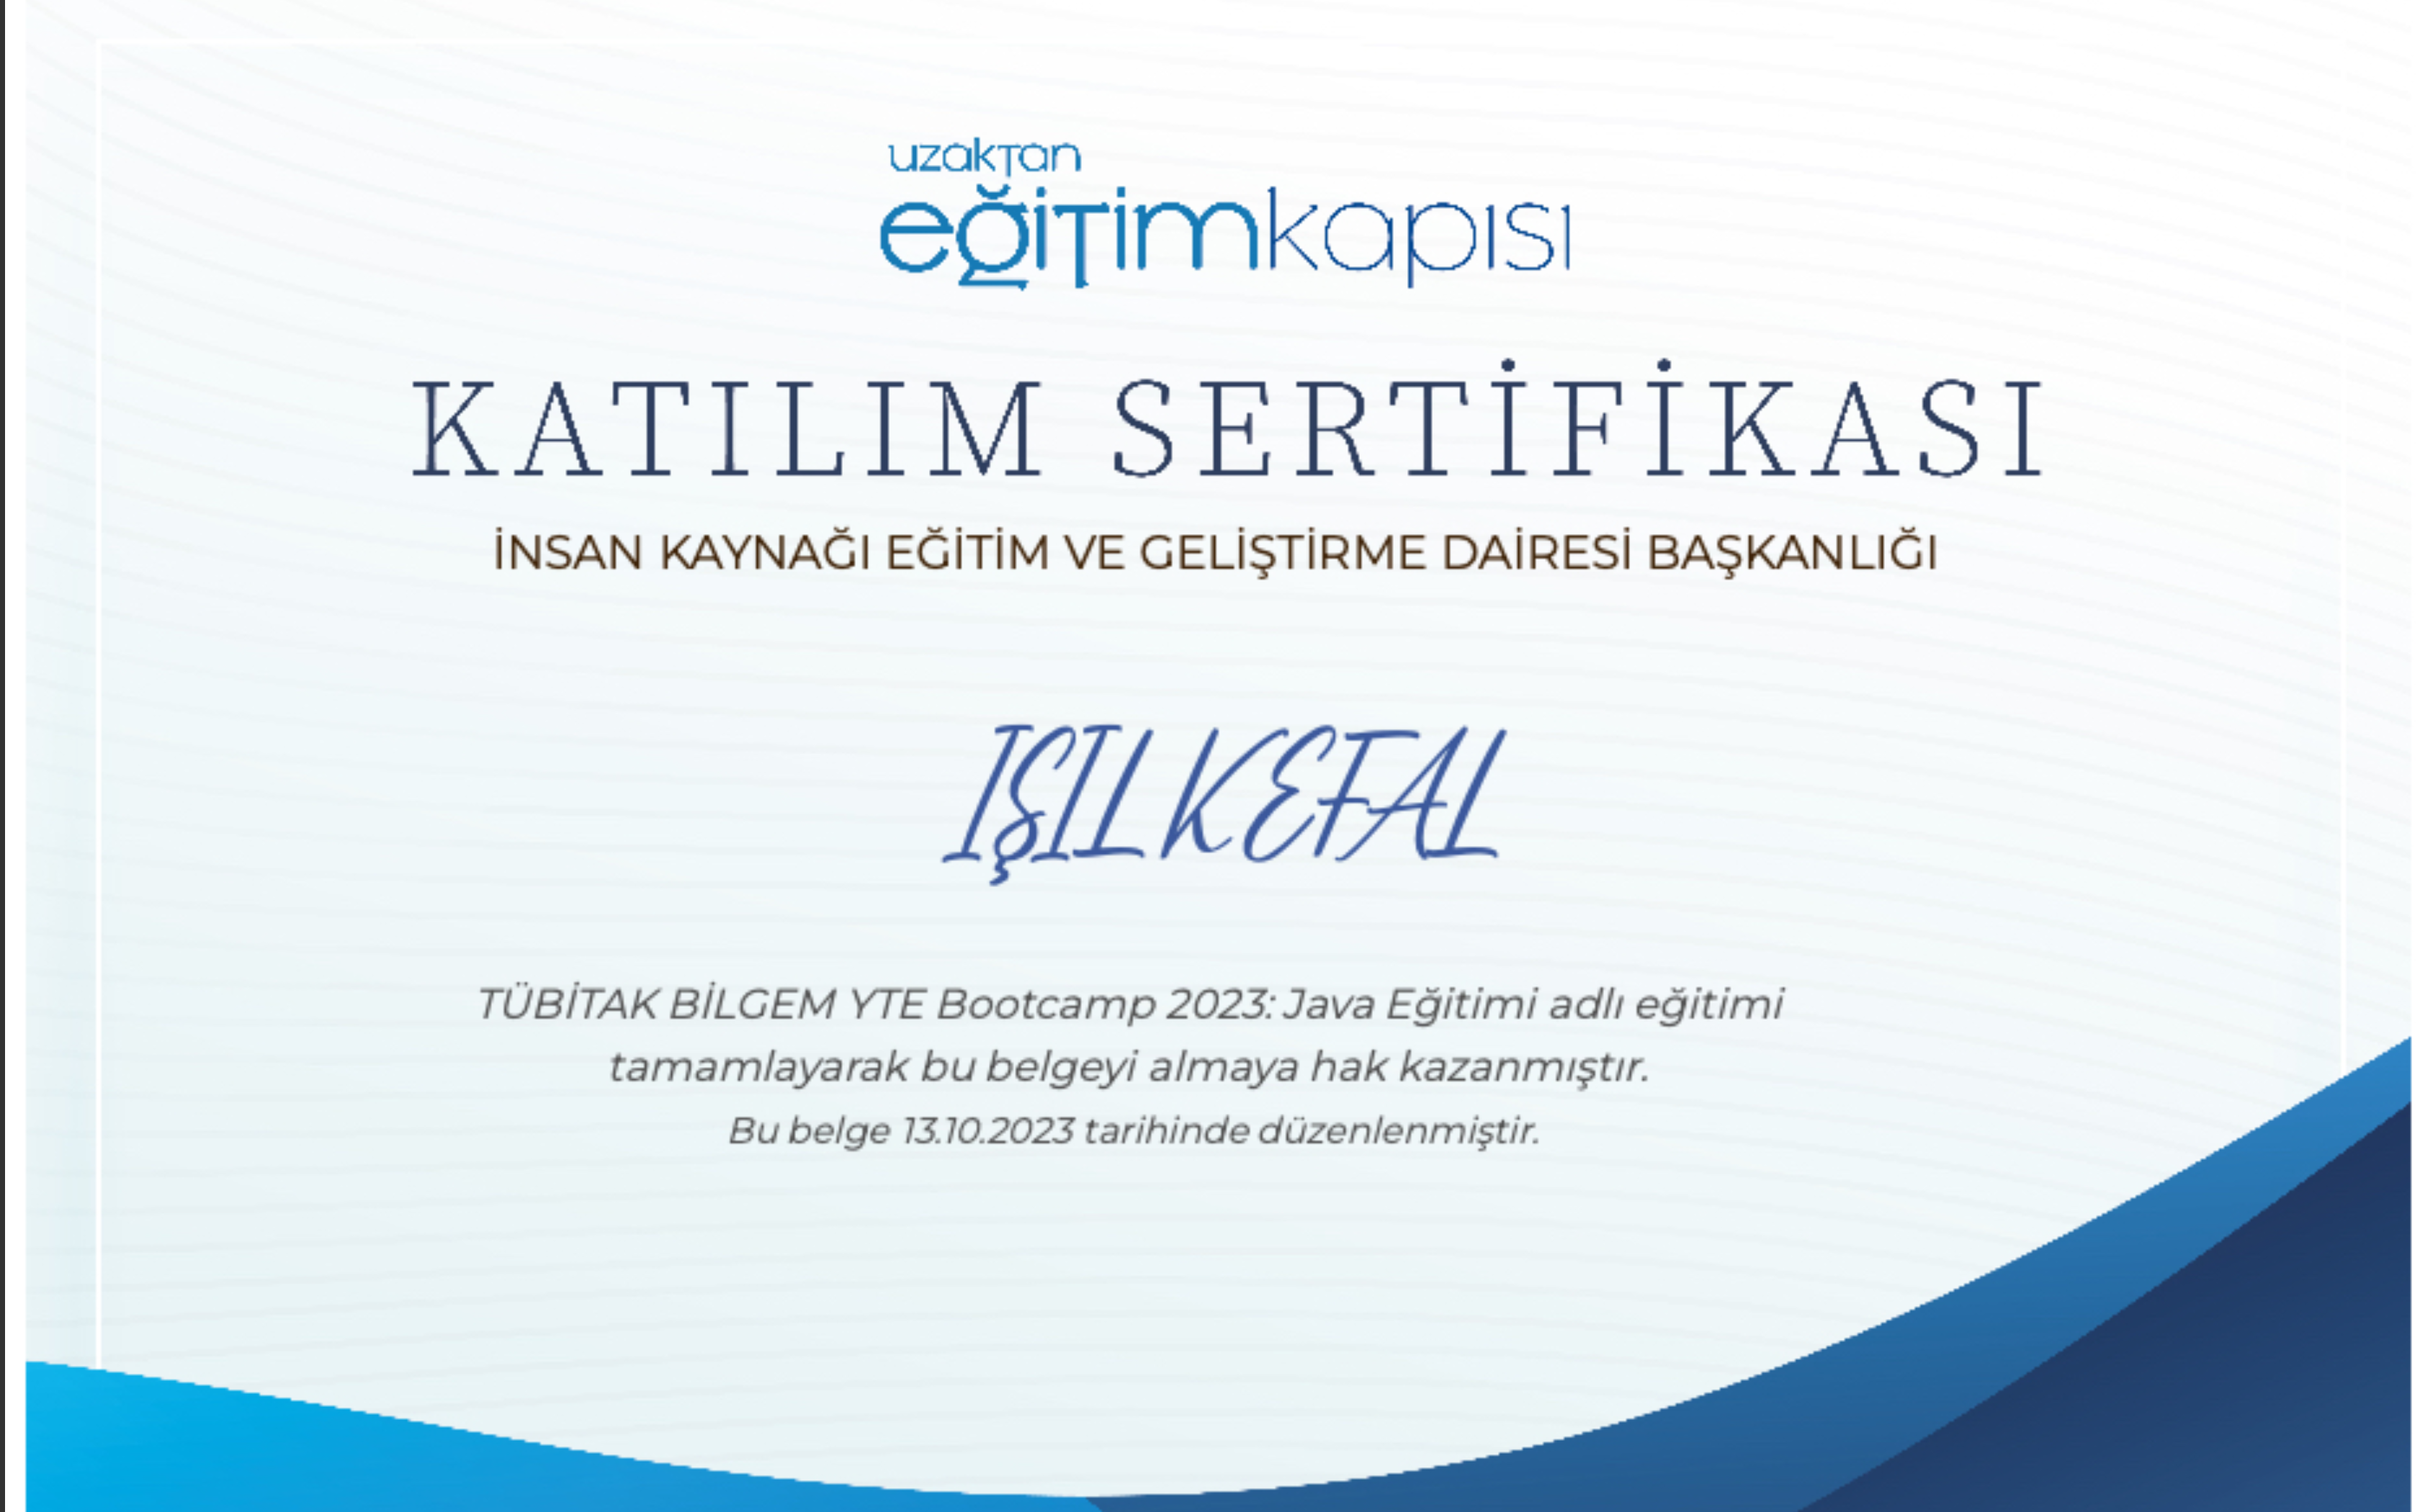 uzaktan
eğitimkapısı
KATILIM SERTİFİKASI
İNSAN KAYNAĞI EĞİTİM VE GELİŞTİRME DAİRESİ BAŞKANLIĞI
IŞIL KEFAL
TÜBİTAK BİLGEM YTE Bootcamp 2023: Java Eğitimi adlı eğitimi
tamamlayarak bu belgeyi almaya hak kazanmıştır.
Bu belge 13.10.2023 tarihinde düzenlenmiştir.